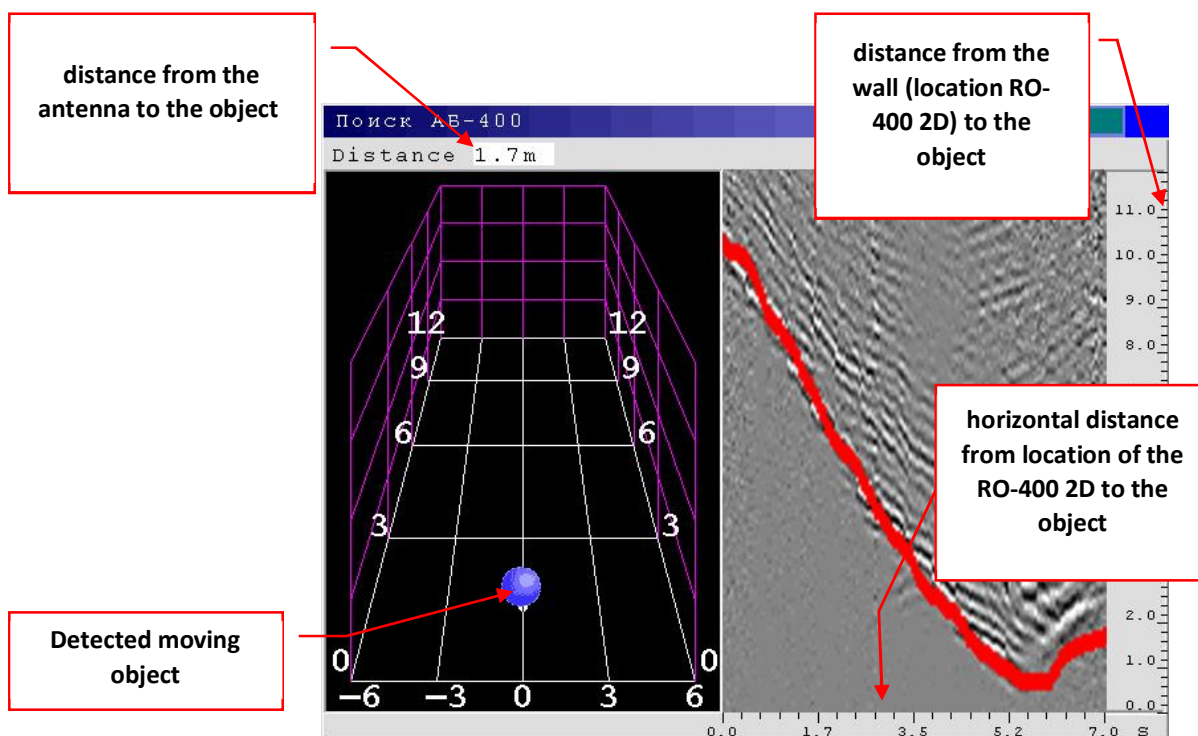 distance from the
antenna to the object
distance from the
wall (location RO-
400 2D) to the
object
Поиск АБ-400
Distance 1.7m
12 12
9 9
6 6
3 3
0 0
−6 −3 0 3 6
11.0
10.0
9.0
8.0
2.0
1.0
0.0
0.0 1.7 3.5 5.2 7.0 S
horizontal distance
from location of the
RO-400 2D to the
object
Detected moving
object